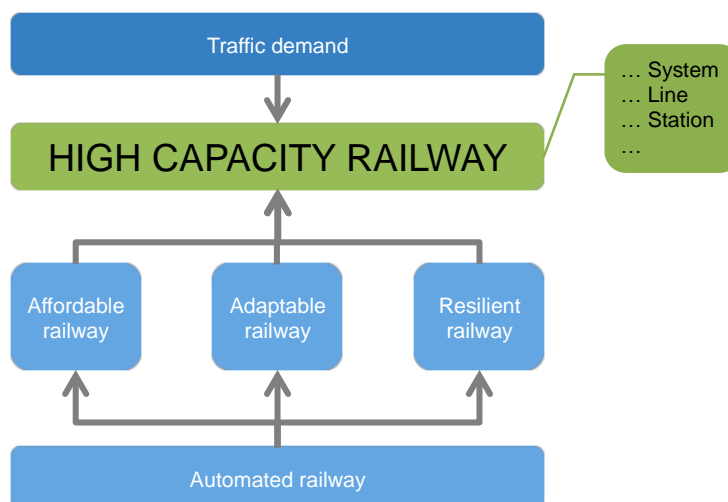 Traffic demand
… System
… Line
… Station
…
HIGH CAPACITY RAILWAY
Affordable
railway
Adaptable
railway
Resilient
railway
Automated railway